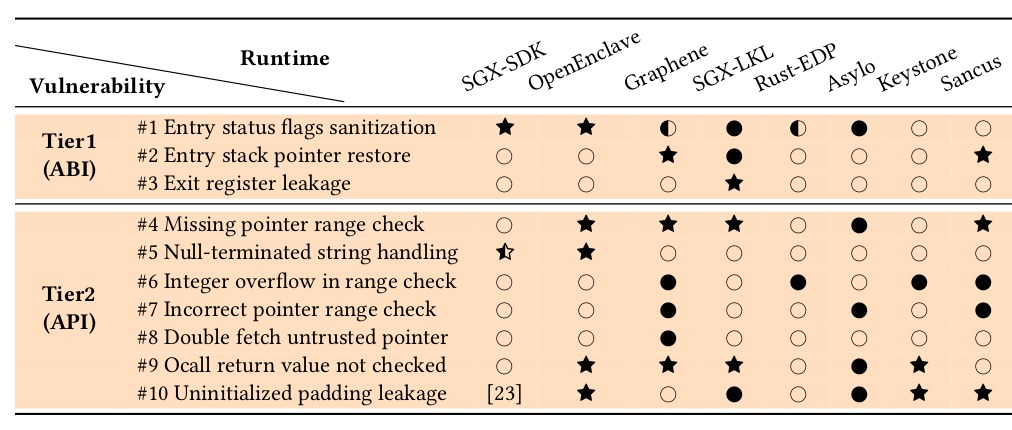 Runtime
Vulnerability
SGX-SDK OpenEnclave Graphene SGX-LKL Rust-EDP Asylo Keystone Sancus
Tier1
(ABI)
#1 Entry status flags sanitization ★ ★ ◐ ● ◐ ● ○ ○
#2 Entry stack pointer restore ○ ○ ★ ● ○ ○ ○ ★
#3 Exit register leakage ○ ○ ○ ★ ○ ○ ○ ○
Tier2
(API)
#4 Missing pointer range check ○ ★ ★ ★ ○ ● ○ ★
#5 Null-terminated string handling ⯪ ★ ○ ○ ○ ○ ○ ○
#6 Integer overflow in range check ○ ○ ● ○ ● ○ ● ●
#7 Incorrect pointer range check ○ ○ ● ○ ○ ● ○ ●
#8 Double fetch untrusted pointer ○ ○ ● ○ ○ ○ ○ ○
#9 Ocall return value not checked ○ ★ ★ ★ ○ ● ★ ○
#10 Uninitialized padding leakage [23] ★ ○ ● ○ ● ★ ★